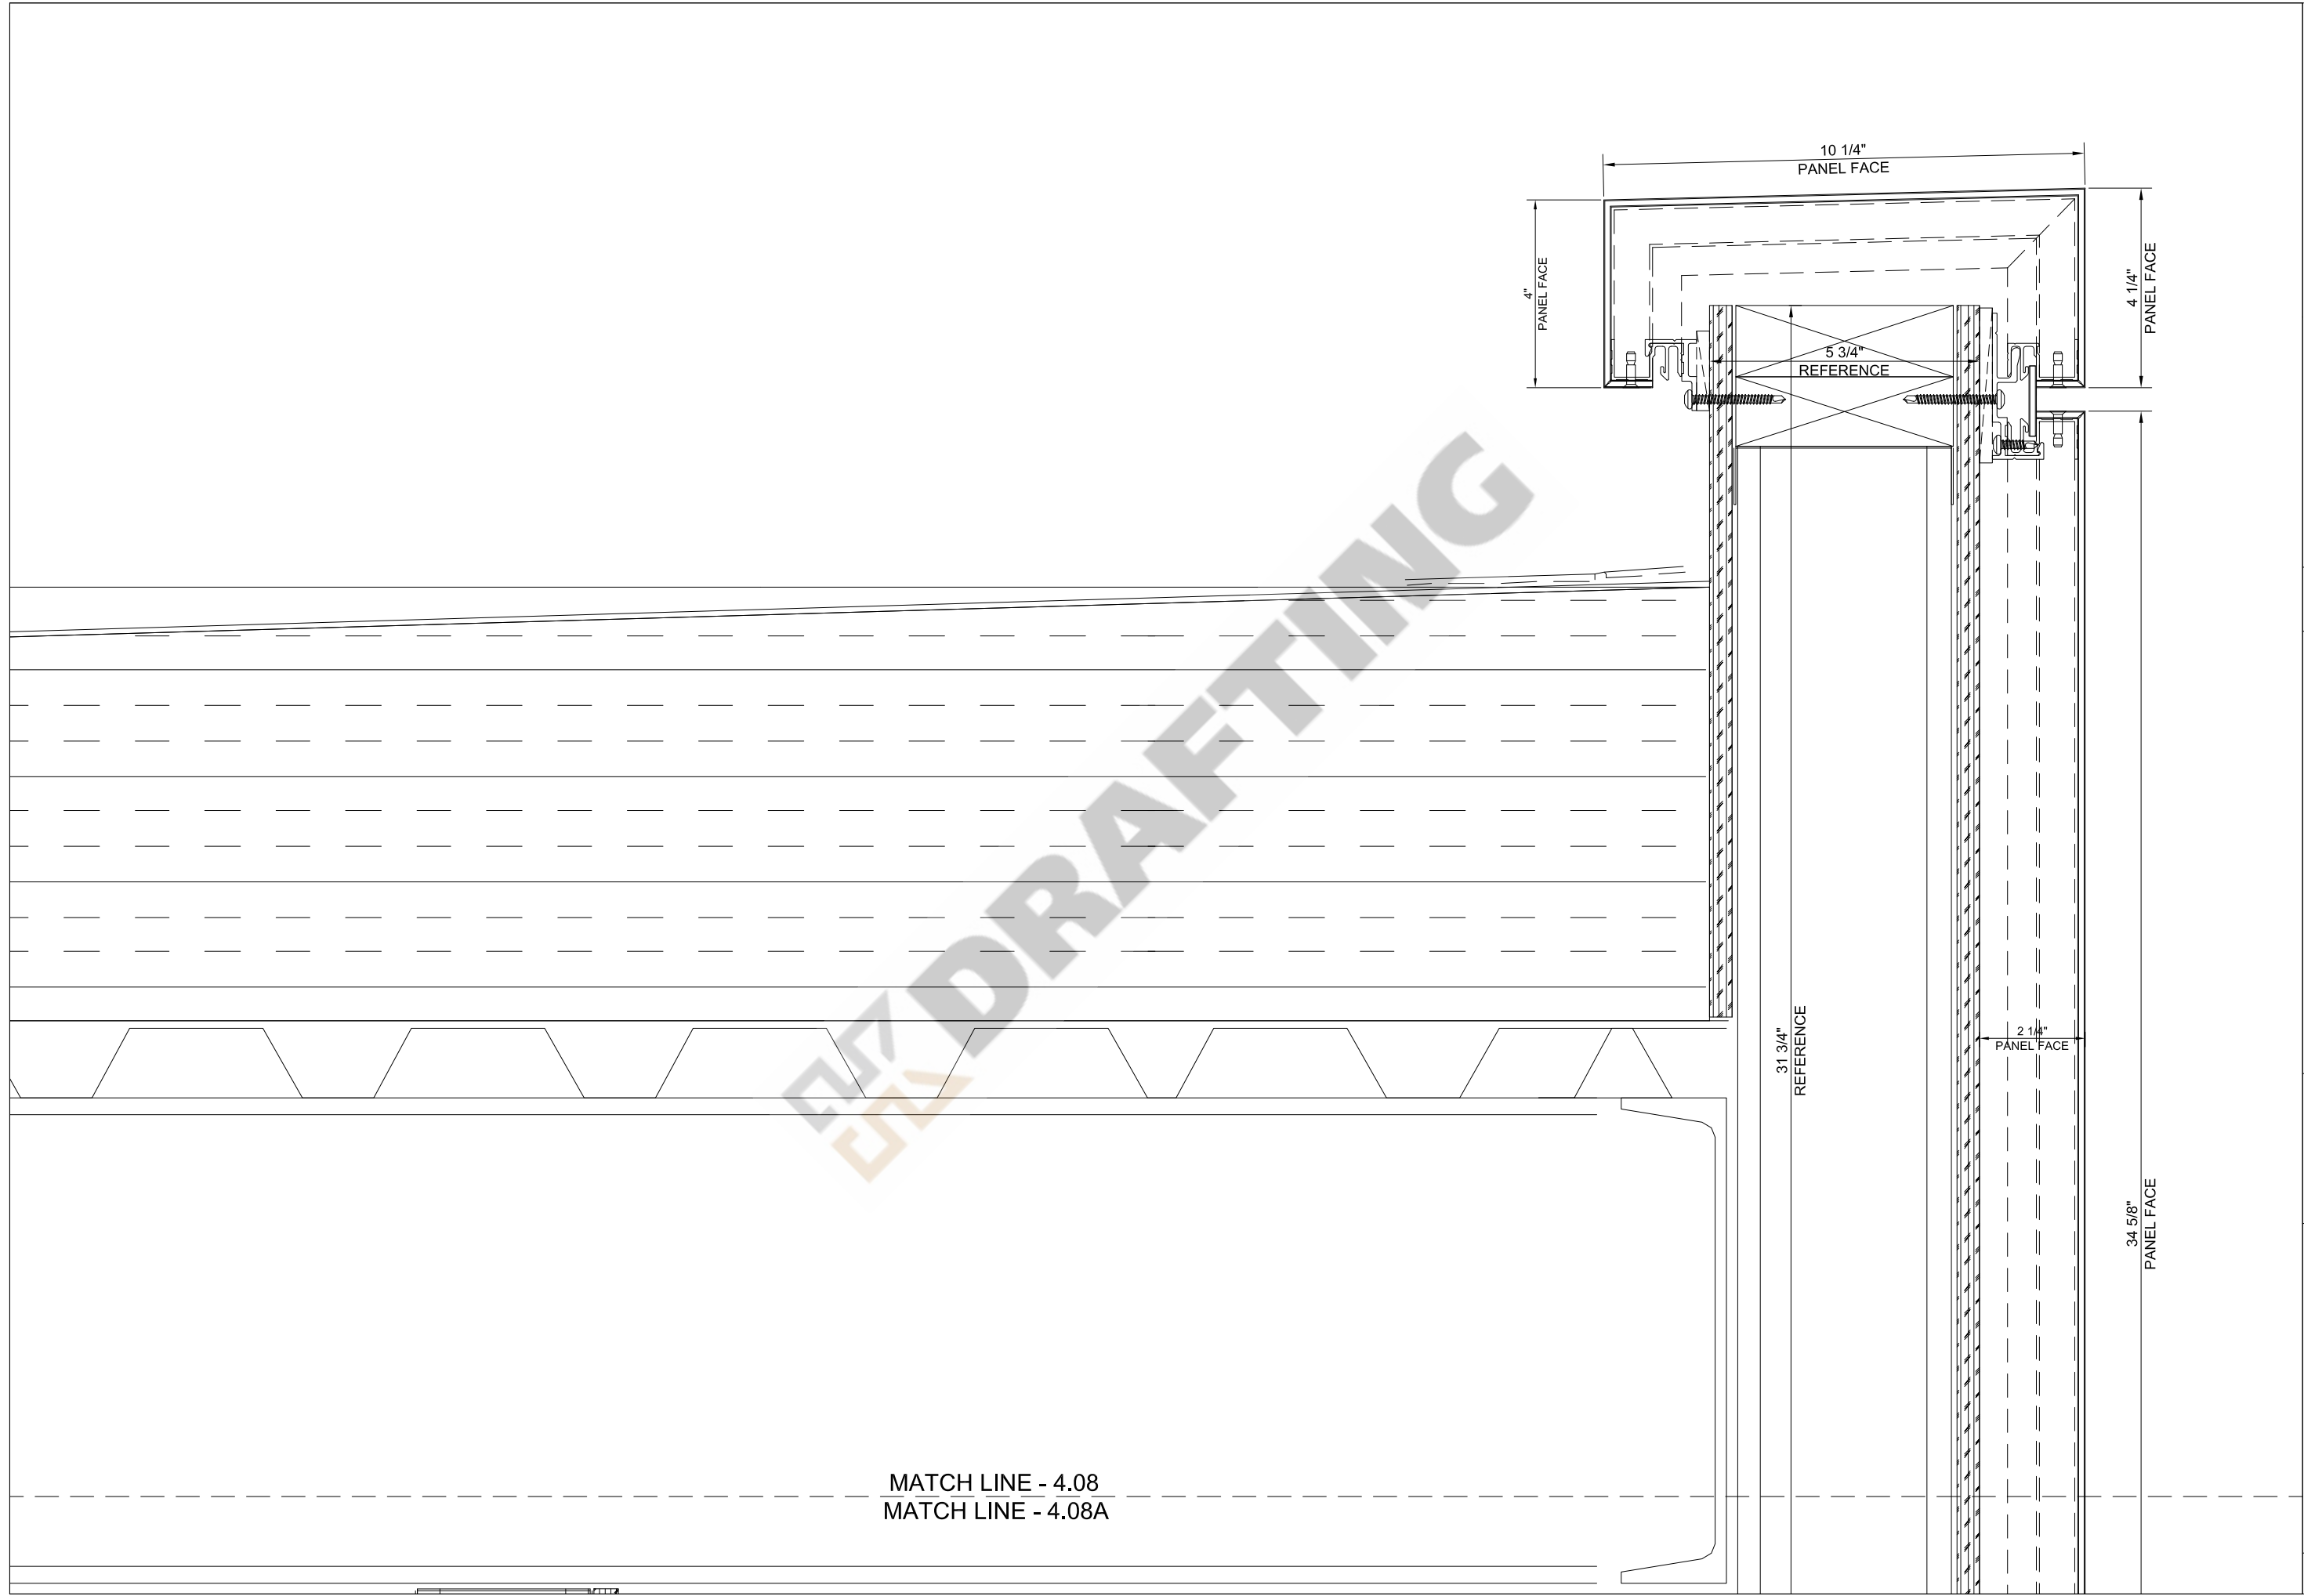 10 1/4"
PANEL FACE
4"
PANEL FACE
4 1/4"
PANEL FACE
5 3/4"
REFERENCE
DRAFTING
31 3/4"
REFERENCE
2 1/4"
PANEL FACE
34 5/8"
PANEL FACE
MATCH LINE - 4.08
MATCH LINE - 4.08A